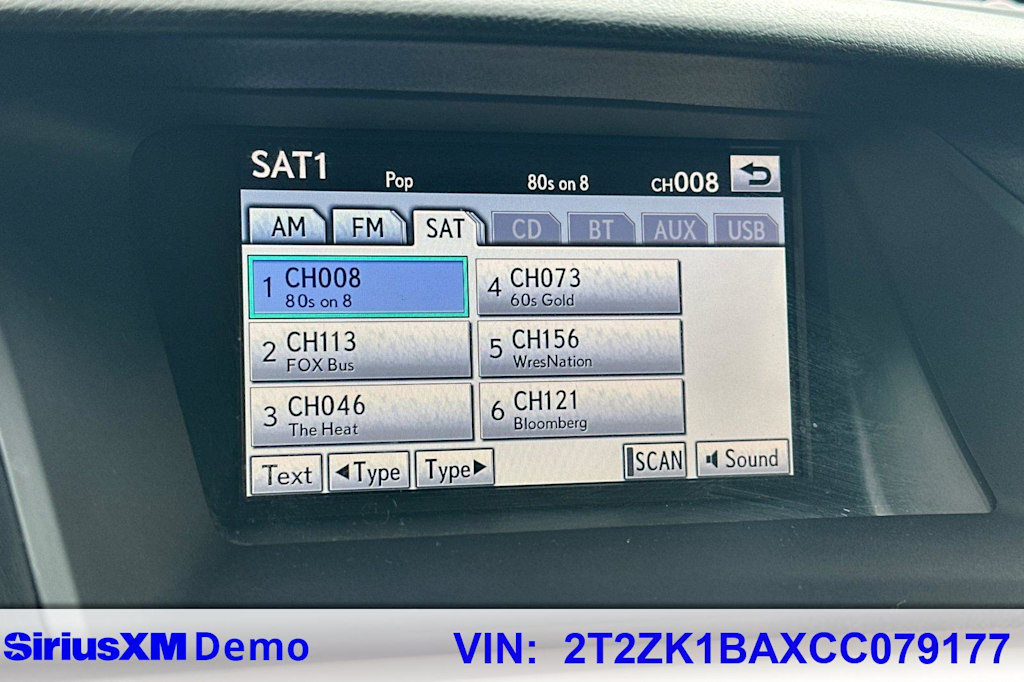 SAT1
Pop 80s on 8 CH008
AM FM SAT CD BT AUX USB
1 CH008
80s on 8
4 CH073
60s Gold
2 CH113
FOX Bus
5 CH156
WresNation
3 CH046
The Heat
6 CH121
Bloomberg
Text ◀Type Type▶ SCAN Sound
SiriusXM Demo VIN: 2T2ZK1BAXCC079177